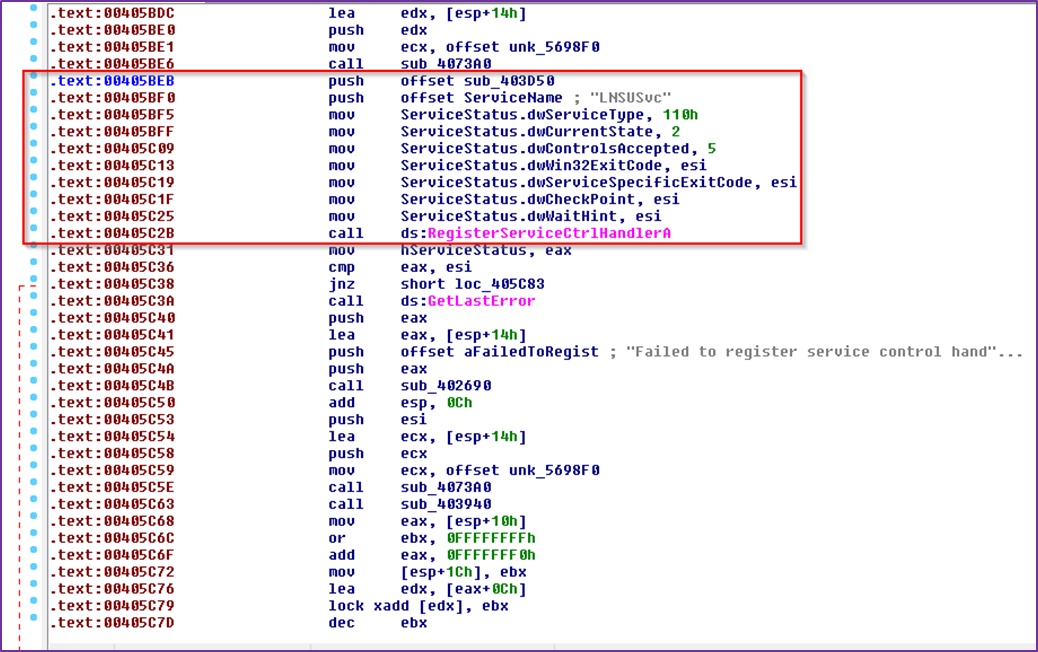 .text:00405BDC lea edx, [esp+14h]
.text:00405BE0 push edx
.text:00405BE1 mov ecx, offset unk_5698F0
.text:00405BE6 call sub_4073A0
.text:00405BEB push offset sub_403D50
.text:00405BF0 push offset ServiceName ; "LNSUSvc"
.text:00405BF5 mov ServiceStatus.dwServiceType, 110h
.text:00405BFF mov ServiceStatus.dwCurrentState, 2
.text:00405C09 mov ServiceStatus.dwControlsAccepted, 5
.text:00405C13 mov ServiceStatus.dwWin32ExitCode, esi
.text:00405C19 mov ServiceStatus.dwServiceSpecificExitCode, esi
.text:00405C1F mov ServiceStatus.dwCheckPoint, esi
.text:00405C25 mov ServiceStatus.dwWaitHint, esi
.text:00405C2B call ds:RegisterServiceCtrlHandlerA
.text:00405C31 mov hServiceStatus, eax
.text:00405C36 cmp eax, esi
.text:00405C38 jnz short loc_405C83
.text:00405C3A call ds:GetLastError
.text:00405C40 push eax
.text:00405C41 lea eax, [esp+14h]
.text:00405C45 push offset aFailedToRegist ; "Failed to register service control hand"...
.text:00405C4A push eax
.text:00405C4B call sub_402690
.text:00405C50 add esp, 0Ch
.text:00405C53 push esi
.text:00405C54 lea ecx, [esp+14h]
.text:00405C58 push ecx
.text:00405C59 mov ecx, offset unk_5698F0
.text:00405C5E call sub_4073A0
.text:00405C63 call sub_403940
.text:00405C68 mov eax, [esp+10h]
.text:00405C6C or ebx, 0FFFFFFFFh
.text:00405C6F add eax, 0FFFFFFF0h
.text:00405C72 mov [esp+1Ch], ebx
.text:00405C76 lea edx, [eax+0Ch]
.text:00405C79 lock xadd [edx], ebx
.text:00405C7D dec ebx